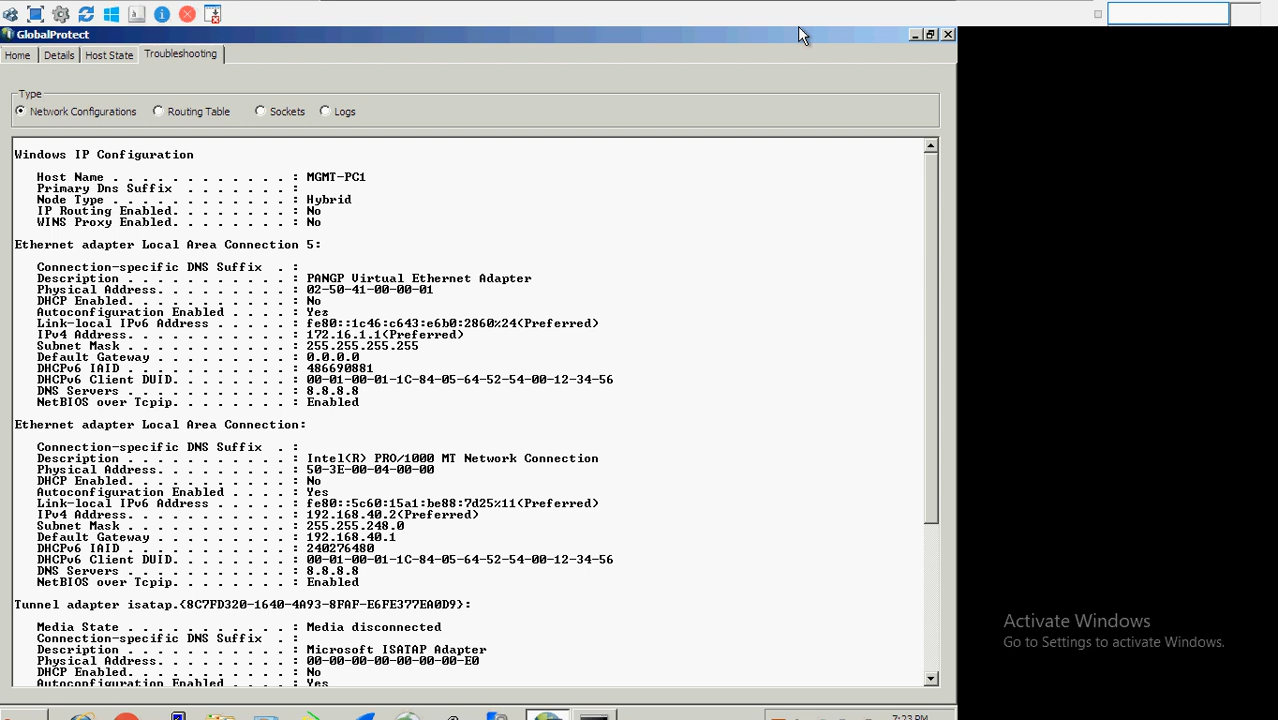 GlobalProtect
Home Details Host State Troubleshooting
Type
Network Configurations Routing Table Sockets Logs
Windows IP Configuration
Host Name . . . . . . . . . . . . : MGMT-PC1
Primary Dns Suffix . . . . . . . :
Node Type . . . . . . . . . . . . : Hybrid
IP Routing Enabled. . . . . . . . : No
WINS Proxy Enabled. . . . . . . . : No
Ethernet adapter Local Area Connection 5:
Connection-specific DNS Suffix . :
Description . . . . . . . . . . . : PANGP Virtual Ethernet Adapter
Physical Address. . . . . . . . . : 02-50-41-00-00-01
DHCP Enabled. . . . . . . . . . . : No
Autoconfiguration Enabled . . . . : Yes
Link-local IPv6 Address . . . . . : fe80::1c46:c643:e6b0:2860%24(Preferred)
IPv4 Address. . . . . . . . . . . : 172.16.1.1(Preferred)
Subnet Mask . . . . . . . . . . . : 255.255.255.255
Default Gateway . . . . . . . . . : 0.0.0.0
DHCPv6 IAID . . . . . . . . . . . : 486690881
DHCPv6 Client DUID. . . . . . . . : 00-01-00-01-1C-84-05-64-52-54-00-12-34-56
DNS Servers . . . . . . . . . . . : 8.8.8.8
NetBIOS over Tcpip. . . . . . . . : Enabled
Ethernet adapter Local Area Connection:
Connection-specific DNS Suffix . :
Description . . . . . . . . . . . : Intel(R) PRO/1000 MT Network Connection
Physical Address. . . . . . . . . : 50-3E-00-04-00-00
DHCP Enabled. . . . . . . . . . . : No
Autoconfiguration Enabled . . . . : Yes
Link-local IPv6 Address . . . . . : fe80::5c60:15a1:be88:7d25%11(Preferred)
IPv4 Address. . . . . . . . . . . : 192.168.40.2(Preferred)
Subnet Mask . . . . . . . . . . . : 255.255.248.0
Default Gateway . . . . . . . . . : 192.168.40.1
DHCPv6 IAID . . . . . . . . . . . : 240276480
DHCPv6 Client DUID. . . . . . . . : 00-01-00-01-1C-84-05-64-52-54-00-12-34-56
DNS Servers . . . . . . . . . . . : 8.8.8.8
NetBIOS over Tcpip. . . . . . . . : Enabled
Tunnel adapter isatap.{8C7FD320-1640-4A93-8FAF-E6FE377EA0D9}:
Media State . . . . . . . . . . . : Media disconnected
Connection-specific DNS Suffix . :
Description . . . . . . . . . . . : Microsoft ISATAP Adapter
Physical Address. . . . . . . . . : 00-00-00-00-00-00-00-E0
DHCP Enabled. . . . . . . . . . . : No
Autoconfiguration Enabled . . . . : Yes
Activate Windows
Go to Settings to activate Windows.
7:23 PM